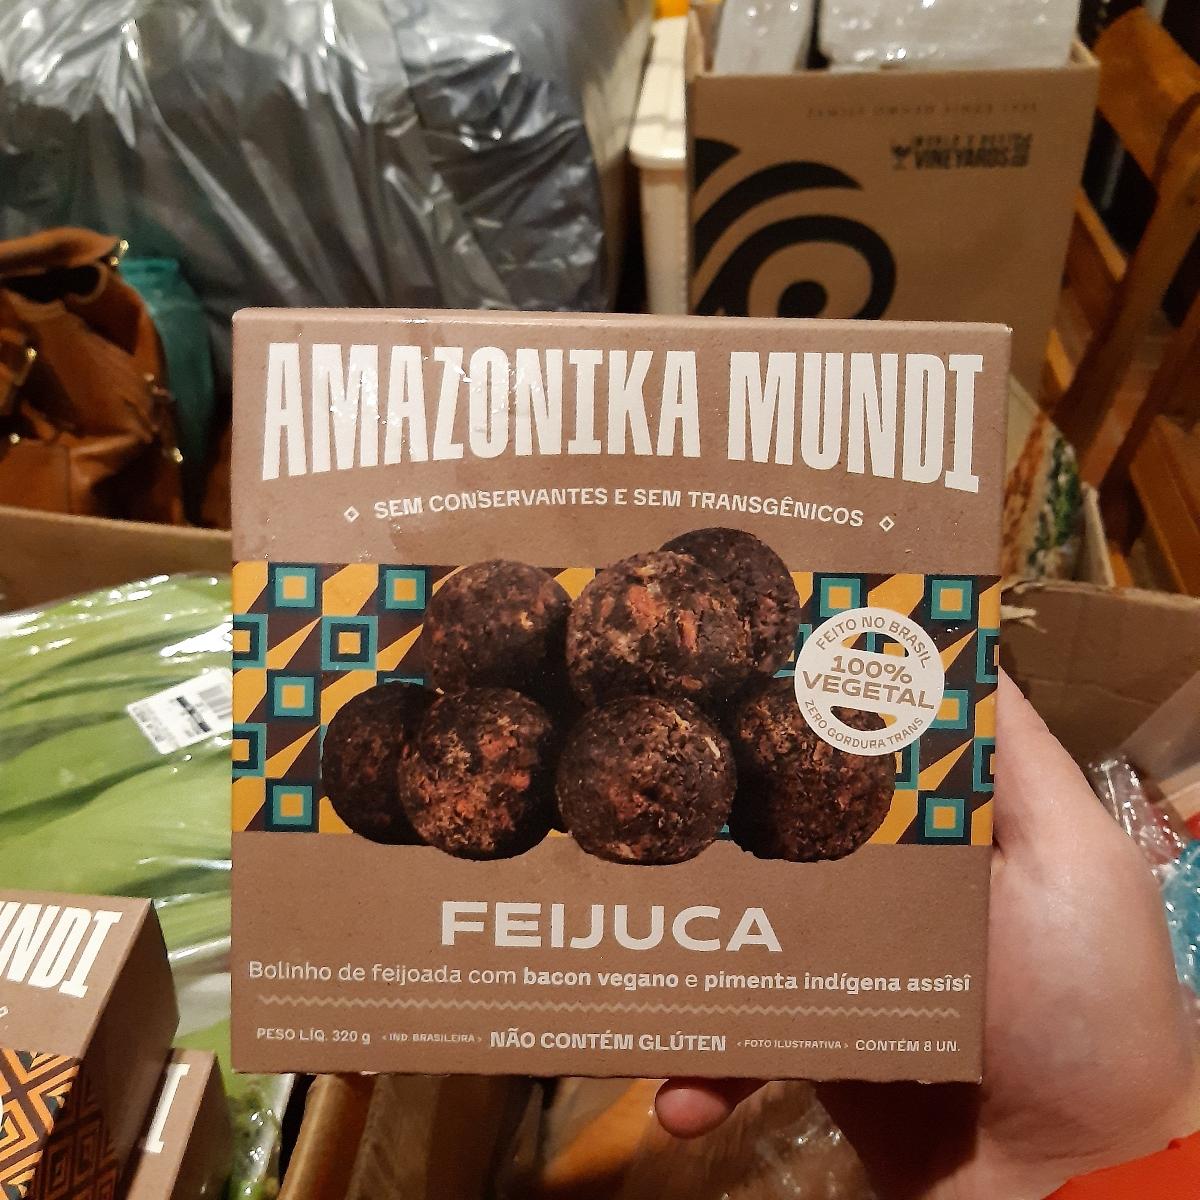 VINEYARDS
AMAZONIKA MUNDI
SEM CONSERVANTES E SEM TRANSGÊNICOS
FEITO NO BRASIL
100%
VEGETAL
ZERO GORDURA TRANS
FEIJUCA
Bolinho de feijoada com bacon vegano e pimenta indígena assîsî
PESO LÍQ. 320 g <IND. BRASILEIRA> NÃO CONTÉM GLÚTEN <FOTO ILUSTRATIVA> CONTÉM 8 UN.
UNDI
I